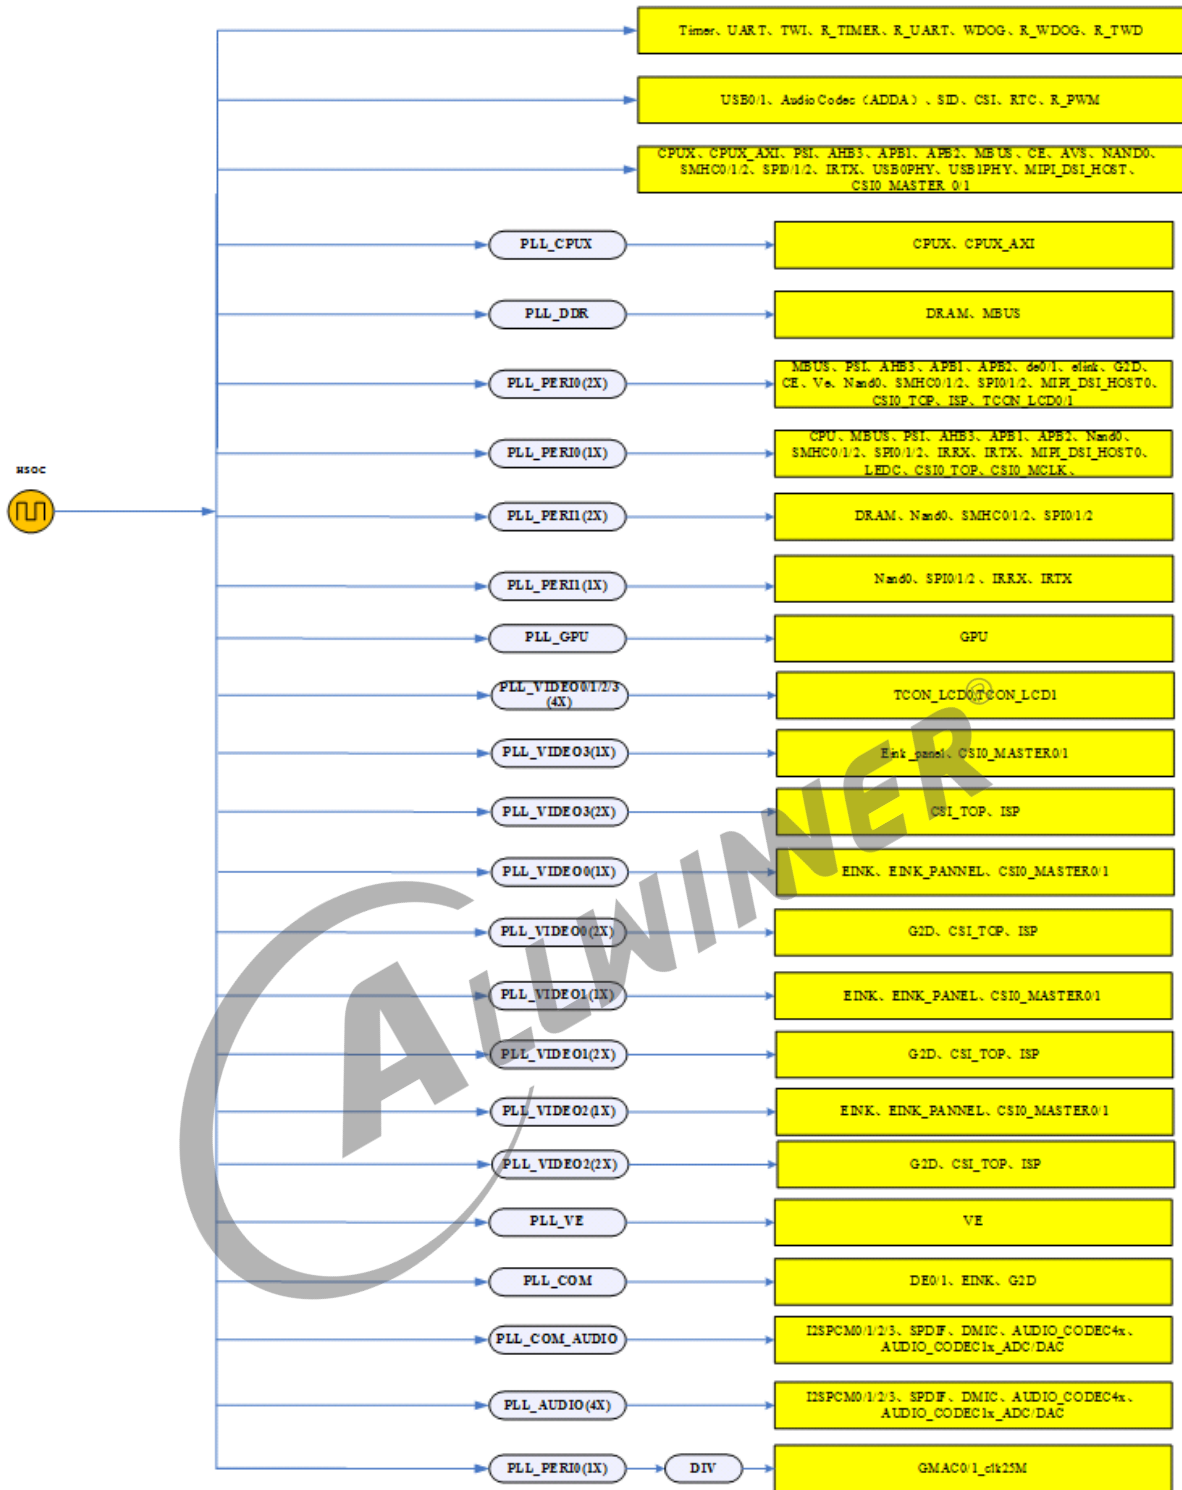 Timer、UART、TWI、R_TIMER、R_UART、WDOG、R_WDOG、R_TWD
USB0/1、Audio Codec（ADDA）、SID、CSI、RTC、R_PWM
CPUX、CPUX_AXI、PSI、AHB3、APB1、APB2、MBUS、CE、AVS、NAND0、
SMHC0/1/2、SPI0/1/2、IRTX、USB0PHY、USB1PHY、MIPI_DSI_HOST、
CSI0_MASTER_0/1
PLL_CPUX
CPUX、CPUX_AXI
PLL_DDR
DRAM、MBUS
PLL_PERI0(2X)
MBUS、PSI、AHB3、APB1、APB2、de0/1、eink、G2D、
CE、Ve、Nand0、SMHC0/1/2、SPI0/1/2、MIPI_DSI_HOST0、
CSI0_TOP、ISP、TCON_LCD0/1
PLL_PERI0(1X)
CPU、MBUS、PSI、AHB3、APB1、APB2、Nand0、
SMHC0/1/2、SPI0/1/2、IRRX、IRTX、MIPI_DSI_HOST0、
LEDC、CSI0_TOP、CSI0_MCLK、
HSOC
PLL_PERI1(2X)
DRAM、Nand0、SMHC0/1/2、SPI0/1/2
PLL_PERI1(1X)
Nand0、SPI0/1/2、IRRX、IRTX
PLL_GPU
GPU
PLL_VIDEO0/1/2/3
(4X)
TCON_LCD0,TCON_LCD1
PLL_VIDEO3(1X)
Eink_panel、CSI0_MASTER0/1
PLL_VIDEO3(2X)
CSI_TOP、ISP
PLL_VIDEO0(1X)
EINK、EINK_PANNEL、CSI0_MASTER0/1
PLL_VIDEO0(2X)
G2D、CSI_TOP、ISP
PLL_VIDEO1(1X)
EINK、EINK_PANEL、CSI0_MASTER0/1
PLL_VIDEO1(2X)
G2D、CSI_TOP、ISP
PLL_VIDEO2(1X)
EINK、EINK_PANNEL、CSI0_MASTER0/1
PLL_VIDEO2(2X)
G2D、CSI_TOP、ISP
PLL_VE
VE
PLL_COM
DE0/1、EINK、G2D
PLL_COM_AUDIO
I2SPCM0/1/2/3、SPDIF、DMIC、AUDIO_CODEC4x、
AUDIO_CODEC1x_ADC/DAC
PLL_AUDIO(4X)
I2SPCM0/1/2/3、SPDIF、DMIC、AUDIO_CODEC4x、
AUDIO_CODEC1x_ADC/DAC
PLL_PERI0(1X)
DIV
GMAC0/1_clk25M
ALLWINNER